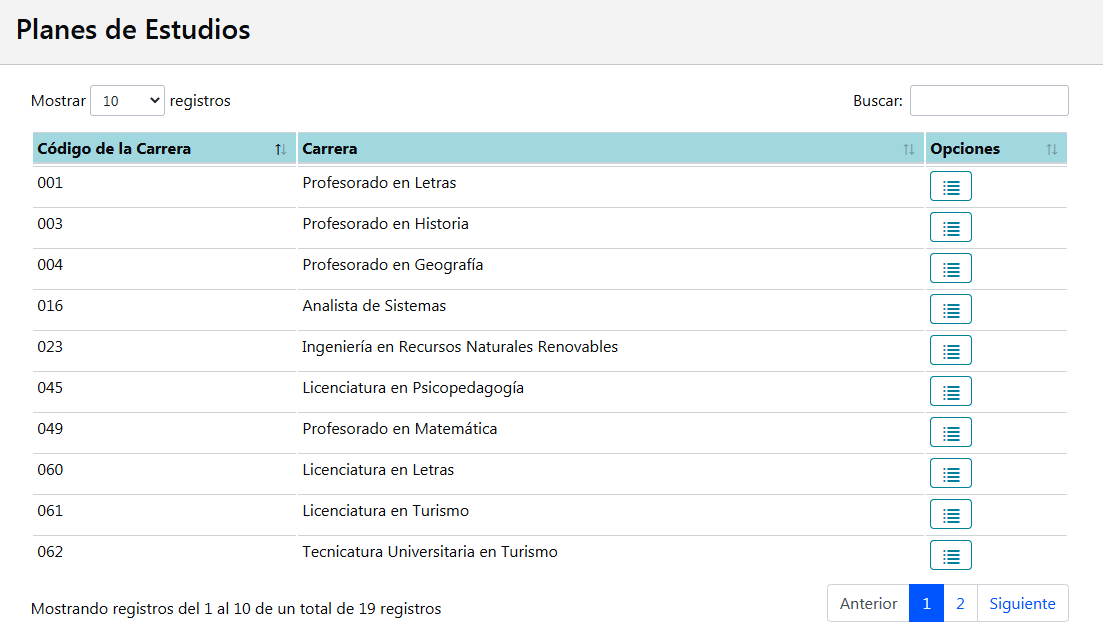 Planes de Estudios
Mostrar 10 registros Buscar:
Código de la Carrera Carrera Opciones
001 Profesorado en Letras
003 Profesorado en Historia
004 Profesorado en Geografía
016 Analista de Sistemas
023 Ingeniería en Recursos Naturales Renovables
045 Licenciatura en Psicopedagogía
049 Profesorado en Matemática
060 Licenciatura en Letras
061 Licenciatura en Turismo
062 Tecnicatura Universitaria en Turismo
Mostrando registros del 1 al 10 de un total de 19 registros Anterior 1 2 Siguiente